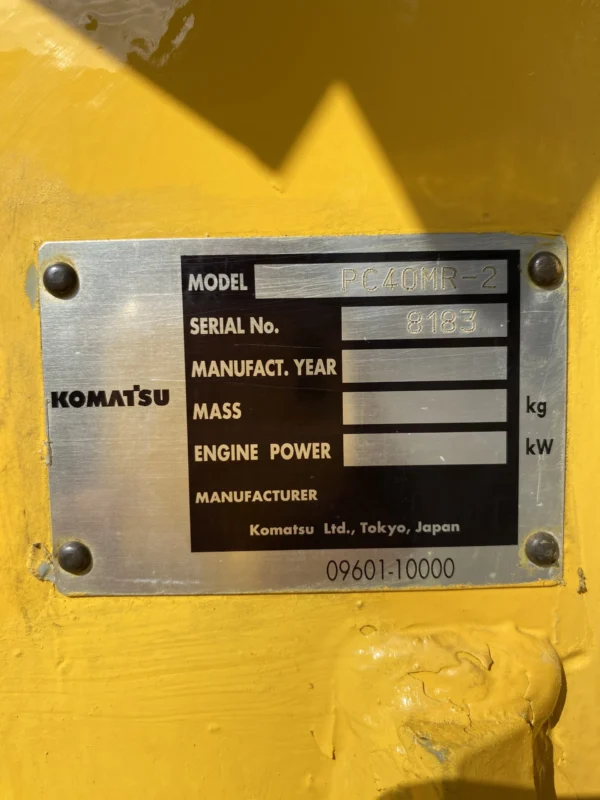 MODEL PC40MR-2
SERIAL No. 8183
MANUFACT. YEAR
KOMATSU
MASS kg
ENGINE POWER kW
MANUFACTURER
Komatsu Ltd., Tokyo, Japan
09601-10000